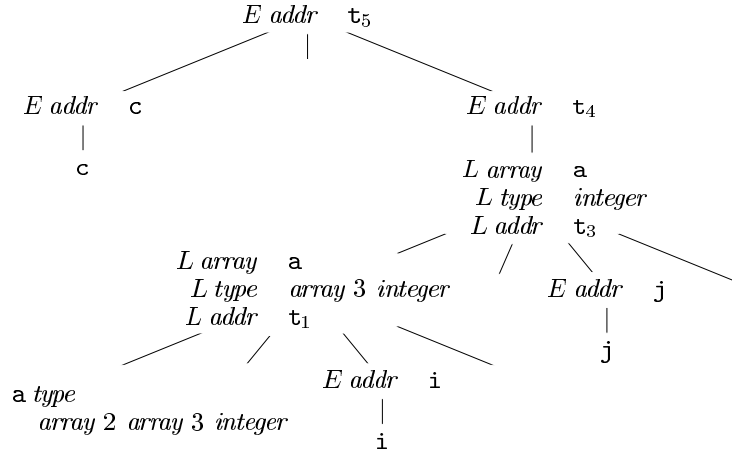 E addr t5
E addr c
E addr t4
c
L array a
L type integer
L addr t3
L array a
L type array 3 integer
L addr t1
E addr j
j
E addr i
a type
array 2 array 3 integer
i